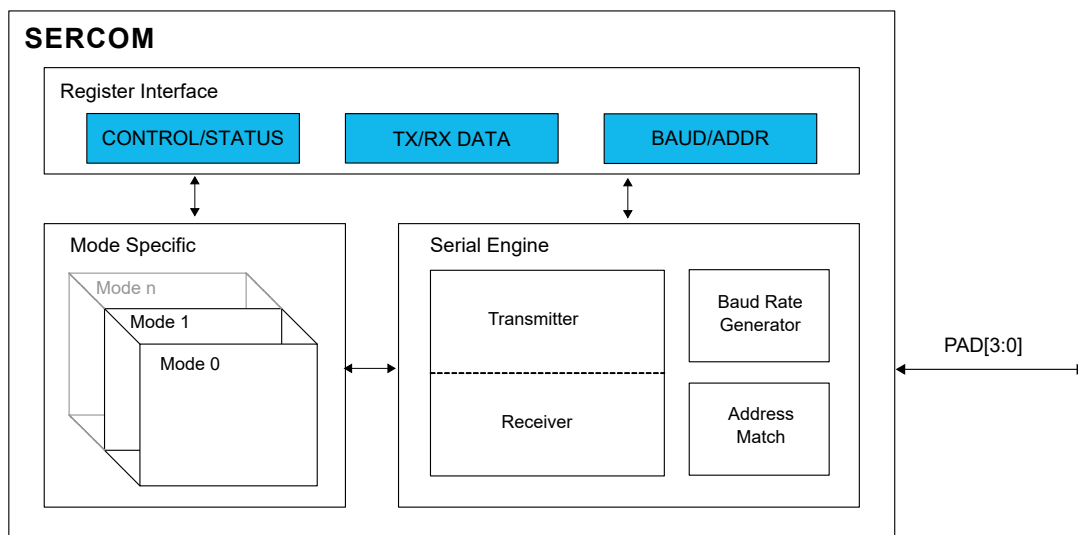 SERCOM
Register Interface
CONTROL/STATUS
TX/RX DATA
BAUD/ADDR
Mode Specific
Mode n
Mode 1
Mode 0
Serial Engine
Transmitter
Receiver
Baud Rate
Generator
Address
Match
PAD[3:0]